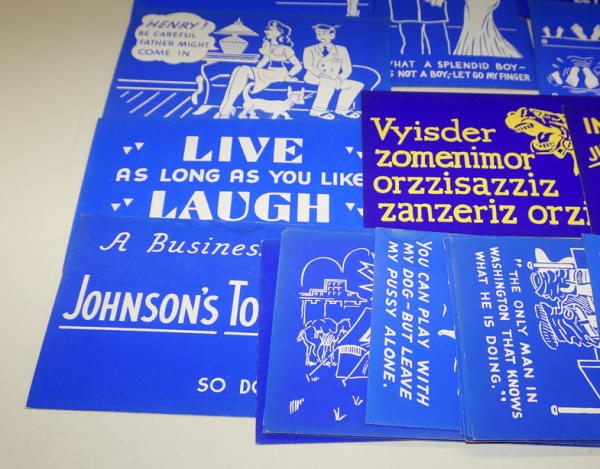 HENRY!
BE CAREFUL
FATHER MIGHT
COME IN
WHAT A SPLENDID BOY-
IS NOT A BOY,-LET GO MY FINGER
LIVE
AS LONG AS YOU LIKE
LAUGH
Vyisder
zomenimor
orzzisazziz
zanzeriz orzi
A Business
JOHNSON'S TO
SO DO
YOU CAN PLAY WITH
MY DOG-BUT LEAVE
MY PUSSY ALONE.
"THE ONLY MAN IN
WASHINGTON THAT KNOWS
WHAT HE IS DOING."